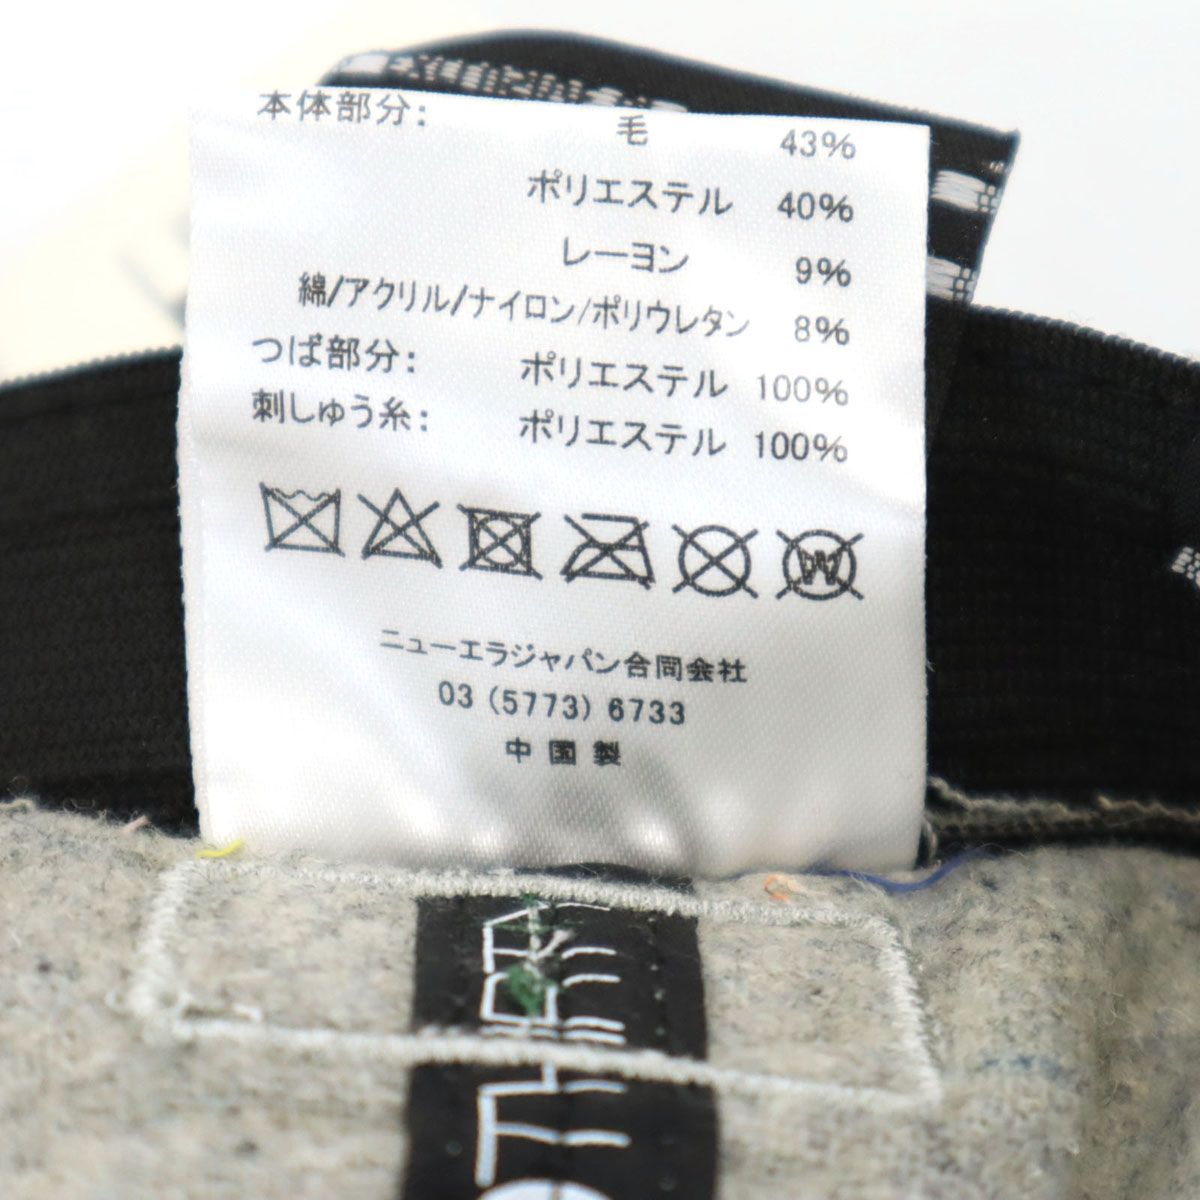 本体部分: 毛 43%
ポリエステル 40%
レーヨン 9%
綿/アクリル/ナイロン/ポリウレタン 8%
つば部分: ポリエステル 100%
刺しゅう糸: ポリエステル 100%
W
ニューエラジャパン合同会社
03 (5773) 6733
中国製